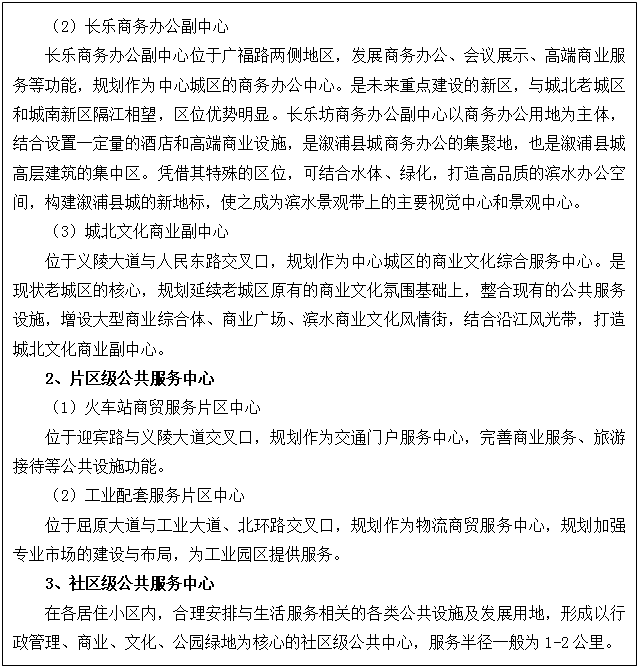 （2）长乐商务办公副中心
长乐商务办公副中心位于广福路两侧地区，发展商务办公、会议展示、高端商业服
务等功能，规划作为中心城区的商务办公中心。是未来重点建设的新区，与城北老城区
和城南新区隔江相望，区位优势明显。长乐坊商务办公副中心以商务办公用地为主体，
结合设置一定量的酒店和高端商业设施，是溆浦县城商务办公的集聚地，也是溆浦县城
高层建筑的集中区。凭借其特殊的区位，可结合水体、绿化，打造高品质的滨水办公空
间，构建溆浦县城的新地标，使之成为滨水景观带上的主要视觉中心和景观中心。
（3）城北文化商业副中心
位于义陵大道与人民东路交叉口，规划作为中心城区的商业文化综合服务中心。是
现状老城区的核心，规划延续老城区原有的商业文化氛围基础上，整合现有的公共服务
设施，增设大型商业综合体、商业广场、滨水商业文化风情街，结合沿江风光带，打造
城北文化商业副中心。
2、片区级公共服务中心
（1）火车站商贸服务片区中心
位于迎宾路与义陵大道交叉口，规划作为交通门户服务中心，完善商业服务、旅游
接待等公共设施功能。
（2）工业配套服务片区中心
位于屈原大道与工业大道、北环路交叉口，规划作为物流商贸服务中心，规划加强
专业市场的建设与布局，为工业园区提供服务。
3、社区级公共服务中心
在各居住小区内，合理安排与生活服务相关的各类公共设施及发展用地，形成以行
政管理、商业、文化、公园绿地为核心的社区级公共中心，服务半径一般为 1-2 公里。